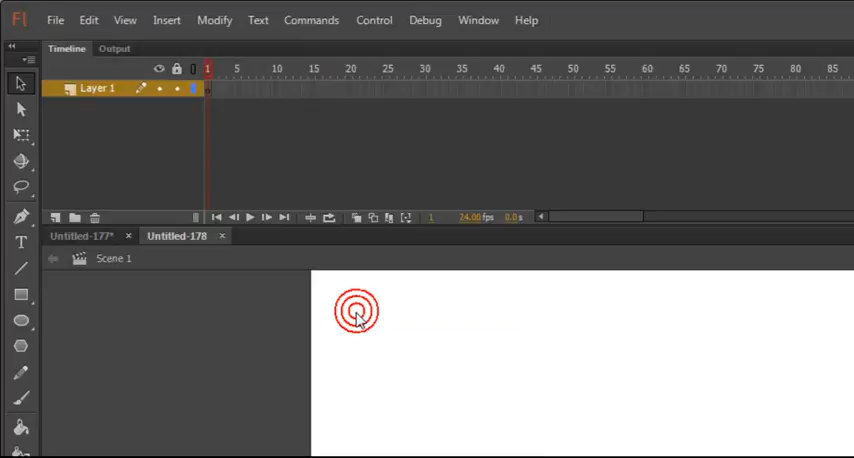 Fl File Edit View Insert Modify Text Commands Control Debug Window Help
Timeline Output
1 5 10 15 20 25 30 35 40 45 50 55 60 65 70 75 80 85
Layer 1
1 24.00 fps 0.0 s
Untitled-177* × Untitled-178 ×
Scene 1
T